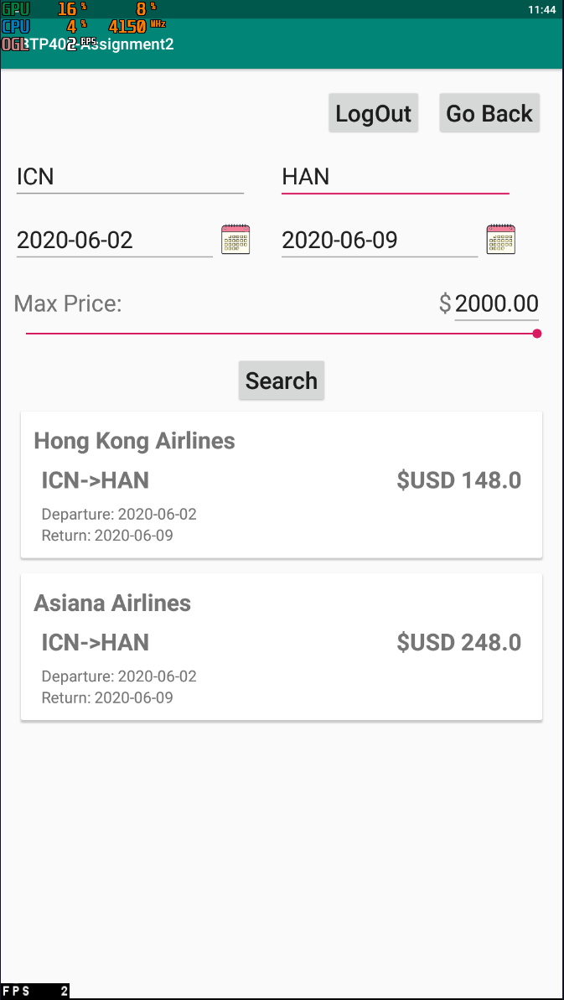 GPU 16 % 8 %
11:44
CPU 4 % 4150 MHz
OGL 2 FPS
BTP402-Assignment2
LogOut Go Back
ICN HAN
2020-06-02 2020-06-09
Max Price: $ 2000.00
Search
Hong Kong Airlines
ICN->HAN $USD 148.0
Departure: 2020-06-02
Return: 2020-06-09
Asiana Airlines
ICN->HAN $USD 248.0
Departure: 2020-06-02
Return: 2020-06-09
FPS 2